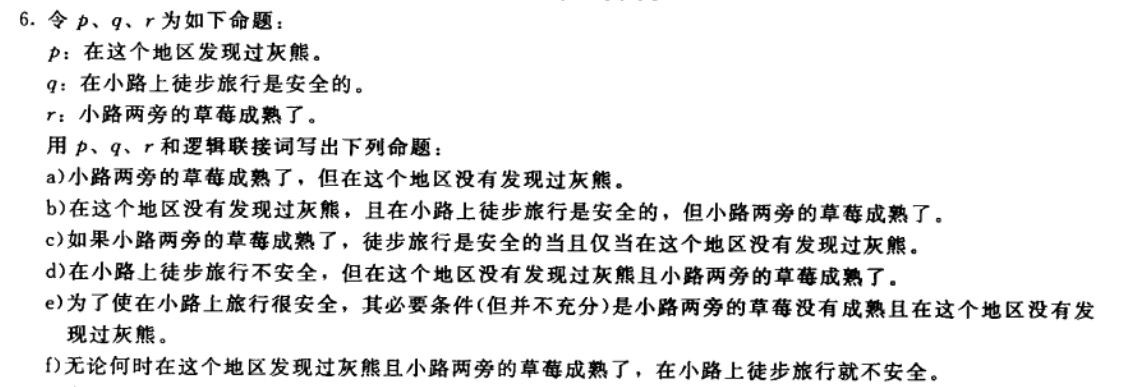 6. 令 p、q、r 为如下命题：
p：在这个地区发现过灰熊。
q：在小路上徒步旅行是安全的。
r：小路两旁的草莓成熟了。
用 p、q、r 和逻辑联接词写出下列命题：
a)小路两旁的草莓成熟了，但在这个地区没有发现过灰熊。
b)在这个地区没有发现过灰熊，且在小路上徒步旅行是安全的，但小路两旁的草莓成熟了。
c)如果小路两旁的草莓成熟了，徒步旅行是安全的当且仅当在这个地区没有发现过灰熊。
d)在小路上徒步旅行不安全，但在这个地区没有发现过灰熊且小路两旁的草莓成熟了。
e)为了使在小路上旅行很安全，其必要条件(但并不充分)是小路两旁的草莓没有成熟且在这个地区没有发
现过灰熊。
f)无论何时在这个地区发现过灰熊且小路两旁的草莓成熟了，在小路上徒步旅行就不安全。